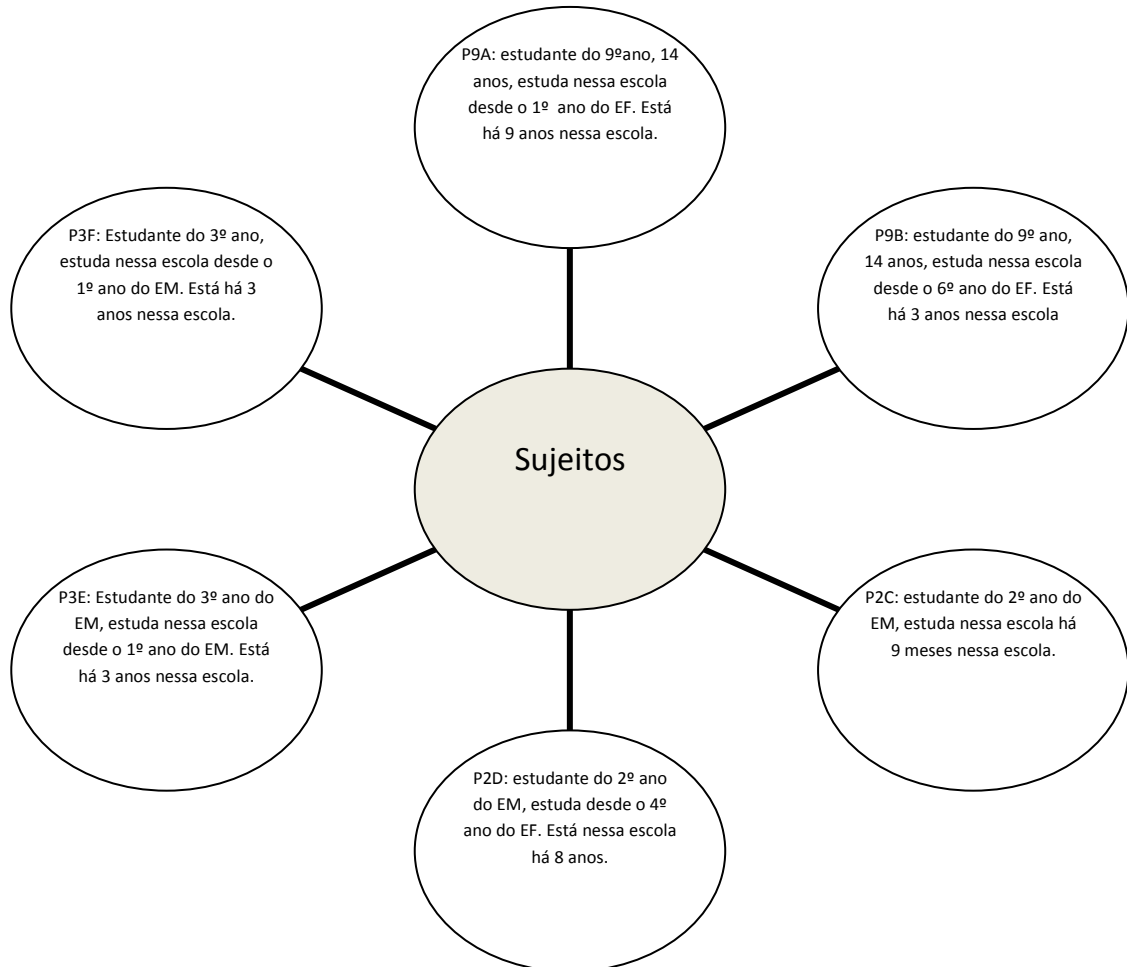 P9A: estudante do 9ºano, 14
anos, estuda nessa escola
desde o 1º ano do EF. Está
há 9 anos nessa escola.
P3F: Estudante do 3º ano,
estuda nessa escola desde o
1º ano do EM. Está há 3
anos nessa escola.
P9B: estudante do 9º ano,
14 anos, estuda nessa escola
desde o 6º ano do EF. Está
há 3 anos nessa escola
Sujeitos
P3E: Estudante do 3º ano do
EM, estuda nessa escola
desde o 1º ano do EM. Está
há 3 anos nessa escola.
P2C: estudante do 2º ano do
EM, estuda nessa escola há
9 meses nessa escola.
P2D: estudante do 2º ano
do EM, estuda desde o 4º
ano do EF. Está nessa escola
há 8 anos.